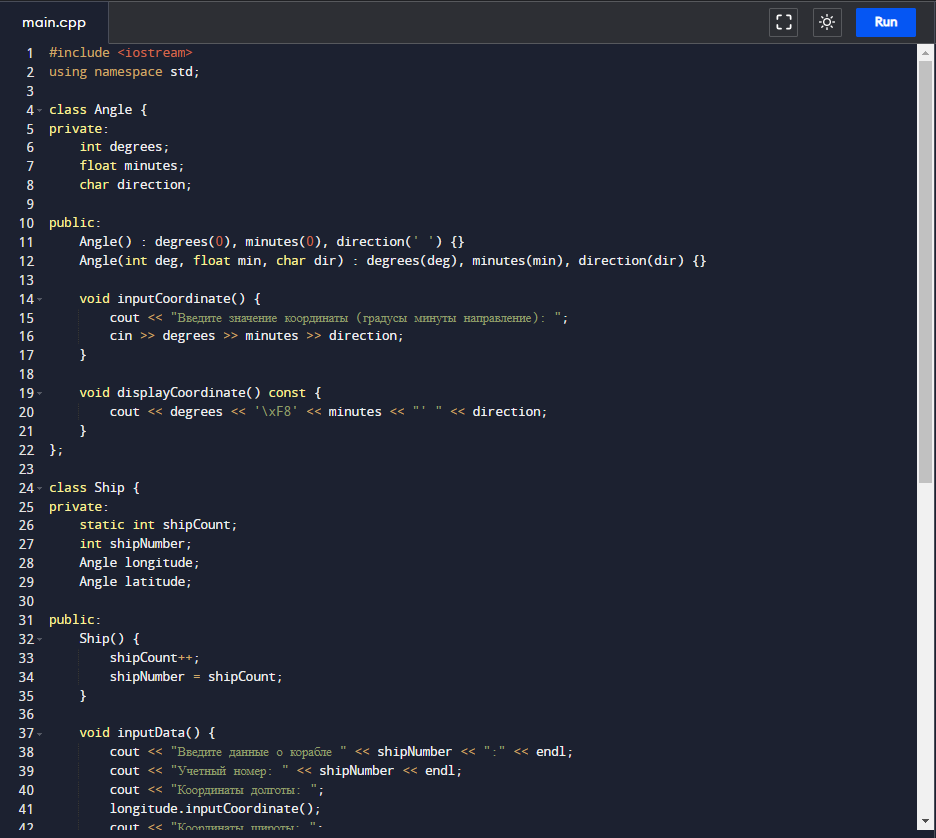 main.cpp
Run
1 #include <iostream>
2 using namespace std;
3
4 class Angle {
5 private:
6     int degrees;
7     float minutes;
8     char direction;
9
10 public:
11     Angle() : degrees(0), minutes(0), direction(' ') {}
12     Angle(int deg, float min, char dir) : degrees(deg), minutes(min), direction(dir) {}
13
14     void inputCoordinate() {
15         cout << "Введите значение координаты (градусы минуты направление): ";
16         cin >> degrees >> minutes >> direction;
17     }
18
19     void displayCoordinate() const {
20         cout << degrees << '\xF8' << minutes << "' " << direction;
21     }
22 };
23
24 class Ship {
25 private:
26     static int shipCount;
27     int shipNumber;
28     Angle longitude;
29     Angle latitude;
30
31 public:
32     Ship() {
33         shipCount++;
34         shipNumber = shipCount;
35     }
36
37     void inputData() {
38         cout << "Введите данные о корабле " << shipNumber << ":" << endl;
39         cout << "Учетный номер: " << shipNumber << endl;
40         cout << "Координаты долготы: ";
41         longitude.inputCoordinate();
42         cout << "Координаты широты: ";